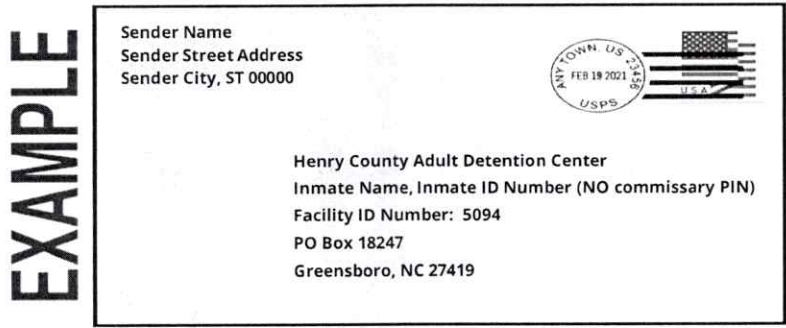 EXAMPLE
Sender Name
Sender Street Address
Sender City, ST 00000
ANYTOWN, US 23456
FEB 19 2021
USPS
USA
Henry County Adult Detention Center
Inmate Name, Inmate ID Number (NO commissary PIN)
Facility ID Number: 5094
PO Box 18247
Greensboro, NC 27419